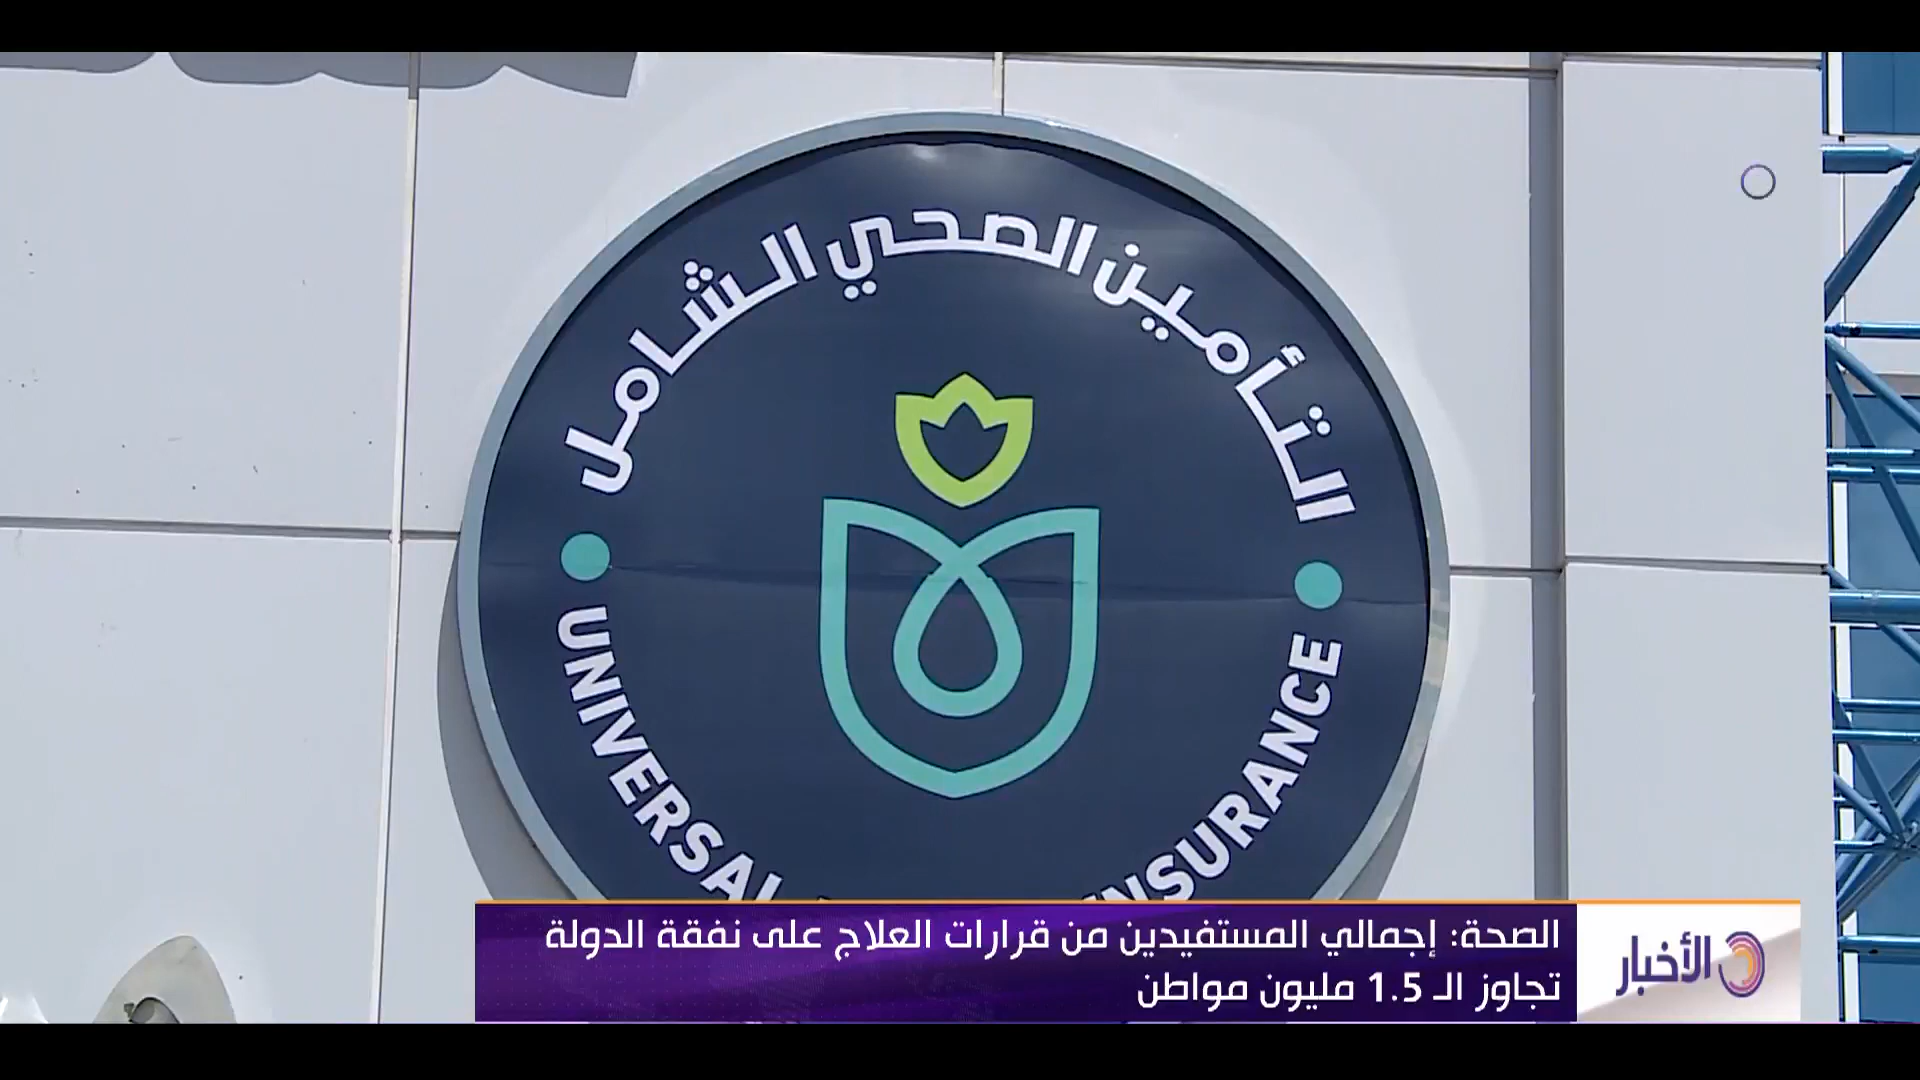 التأمين الصحي الشامل
UNIVERSAL INSURANCE
الصحة: إجمالي المستفيدين من قرارات العلاج على نفقة الدولة
تجاوز الـ 1.5 مليون مواطن
الأخبار